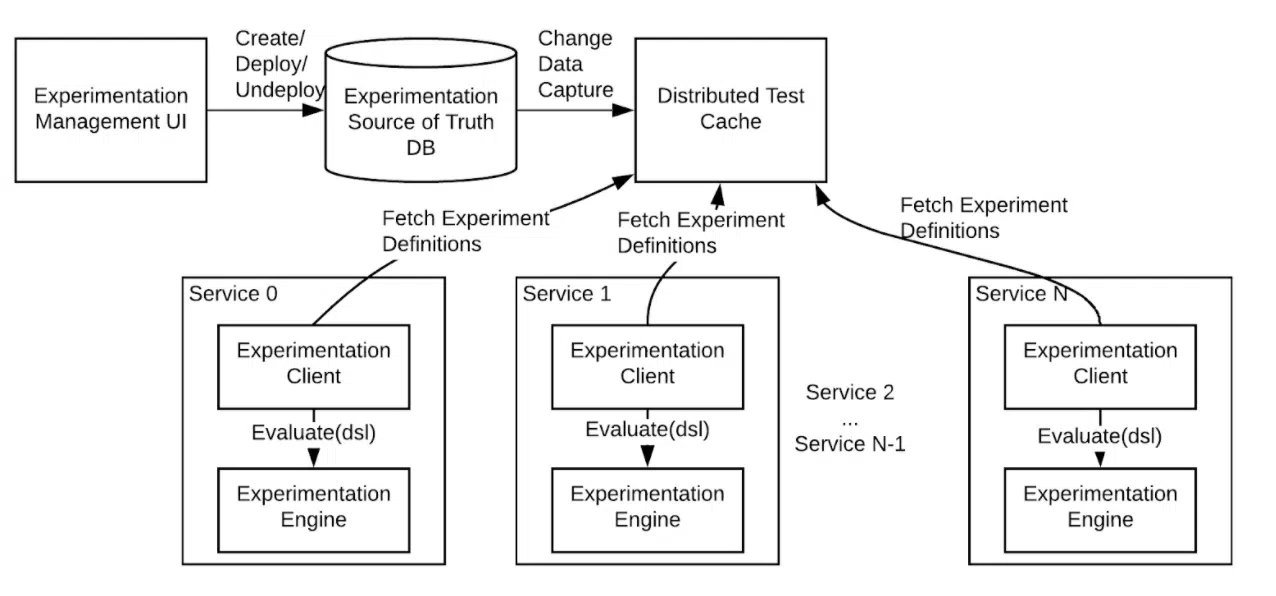 Create/
Deploy/
Undeploy
Change
Data
Capture
Experimentation
Management UI
Experimentation
Source of Truth
DB
Distributed Test
Cache
Fetch Experiment
Definitions
Fetch Experiment
Definitions
Fetch Experiment
Definitions
Service 0
Experimentation
Client
Evaluate(dsl)
Experimentation
Engine
Service 1
Experimentation
Client
Evaluate(dsl)
Experimentation
Engine
Service 2
...
Service N-1
Service N
Experimentation
Client
Evaluate(dsl)
Experimentation
Engine